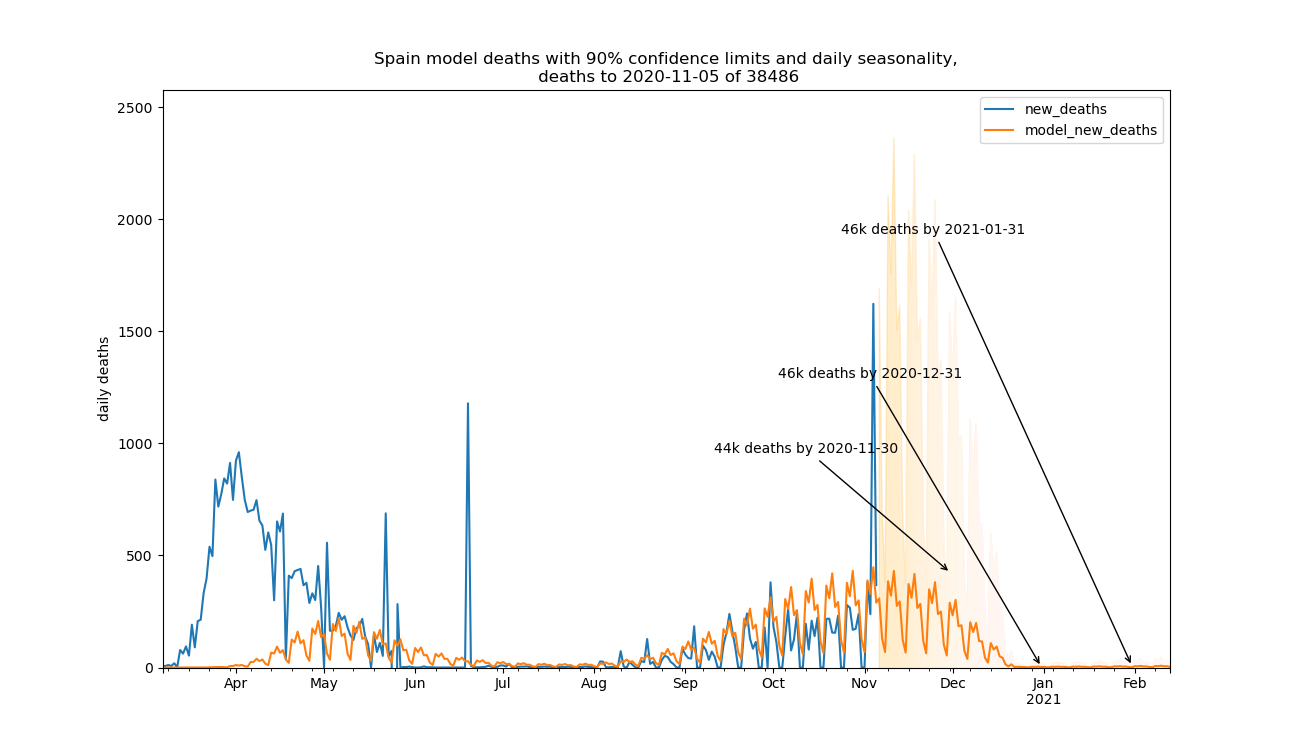 Spain model deaths with 90% confidence limits and daily seasonality,
deaths to 2020-11-05 of 38486
new_deaths
model_new_deaths
daily deaths
2500
2000
1500
1000
500
0
46k deaths by 2021-01-31
46k deaths by 2020-12-31
44k deaths by 2020-11-30
Apr May Jun Jul Aug Sep Oct Nov Dec Jan Feb
2021